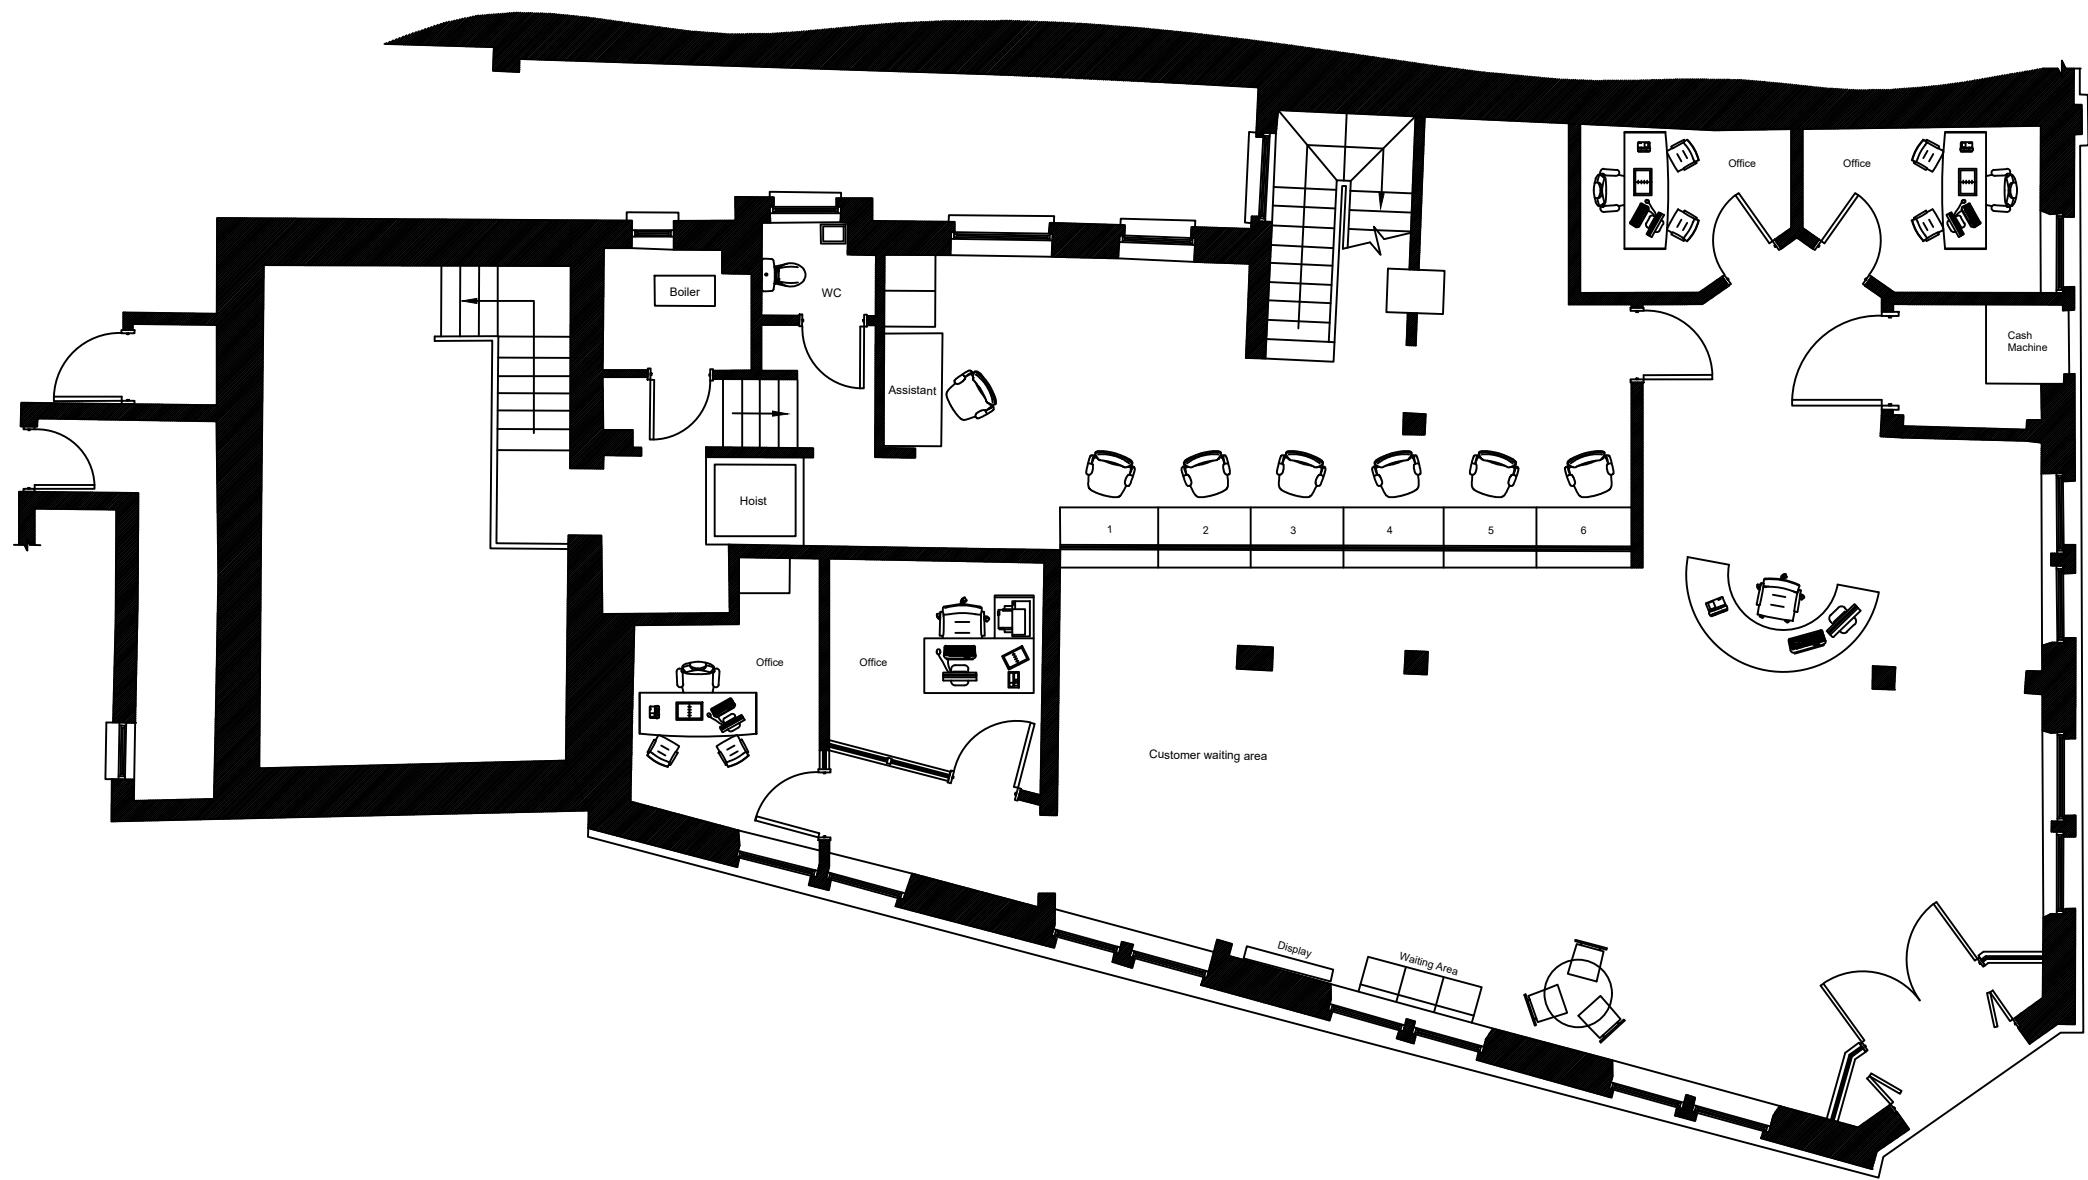 Office
Office
Boiler
WC
Cash
Machine
Assistant
Hoist
1
2
3
4
5
6
Office
Office
Customer waiting area
Display
Waiting Area